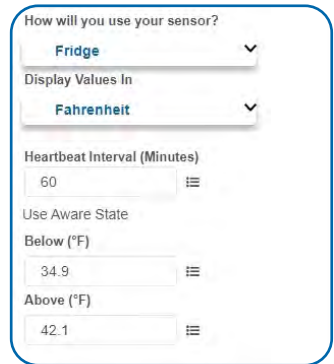 How will you use your sensor?
Fridge
Display Values In
Fahrenheit
Heartbeat Interval (Minutes)
60
Use Aware State
Below (°F)
34.9
Above (°F)
42.1